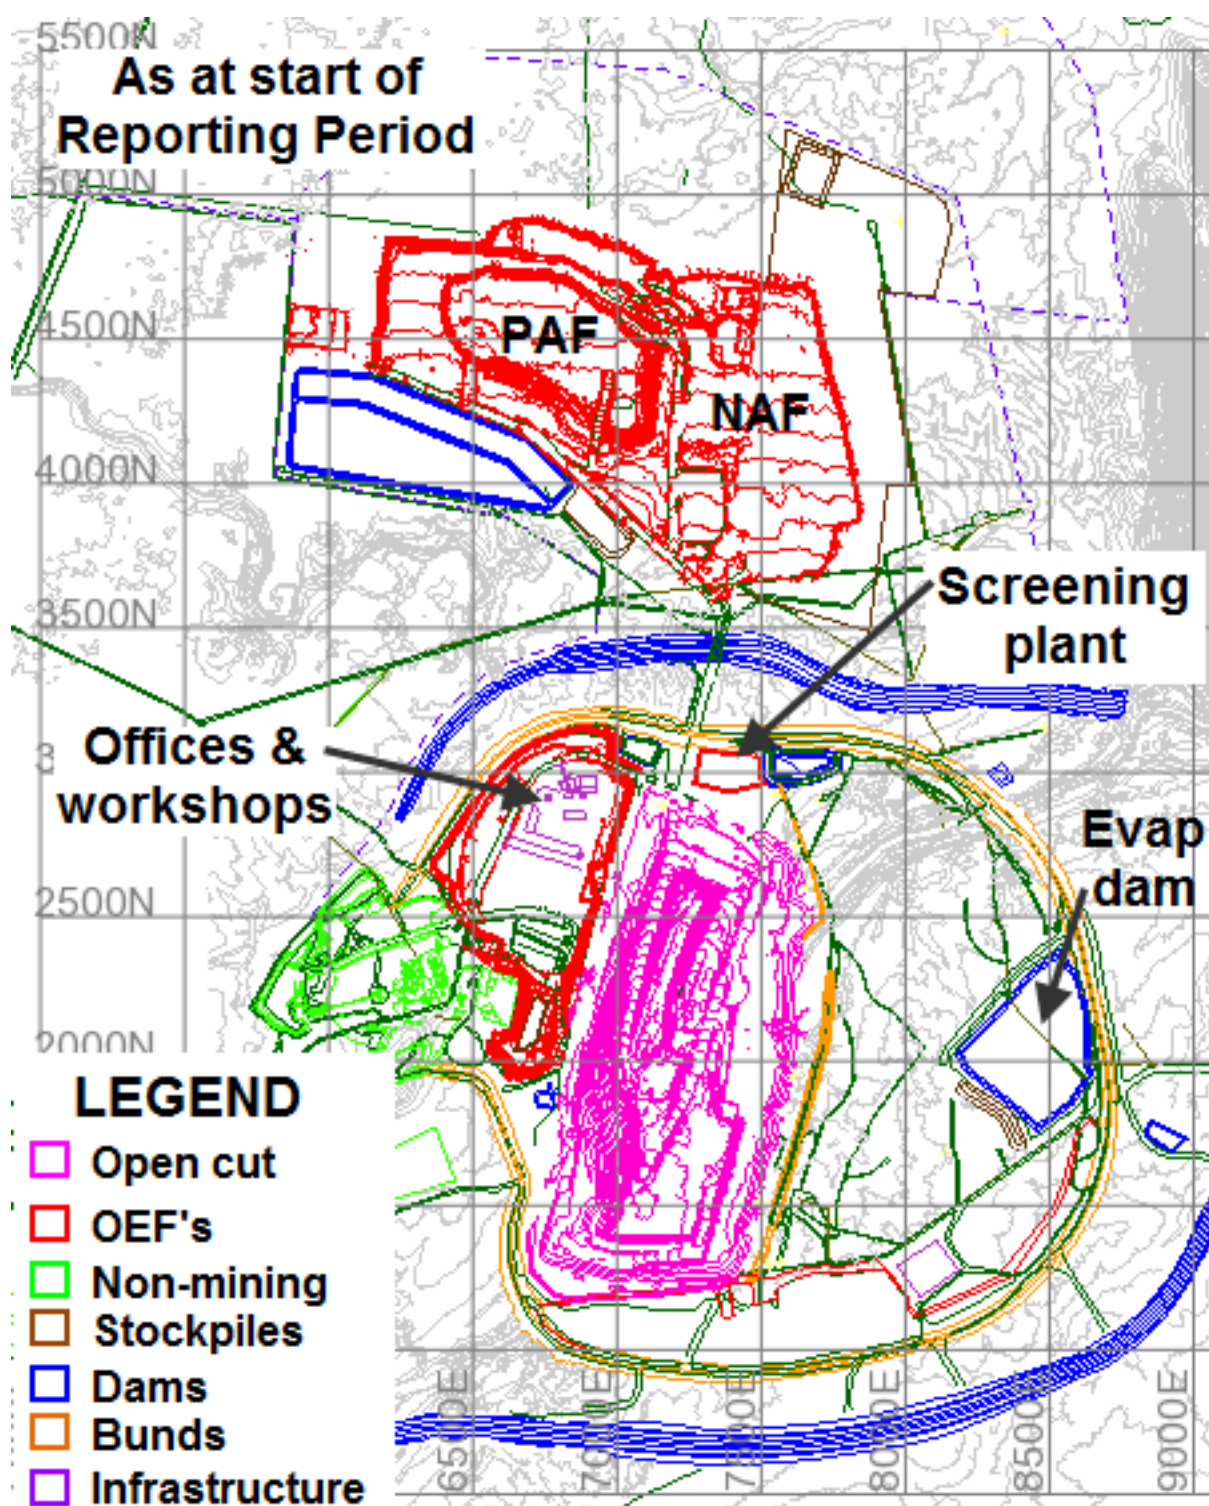 5500N
As at start of
Reporting Period
5000N
4500N
PAF
NAF
4000N
3500N
Screening
plant
Offices &
workshops
3
Evap
dam
2500N
2000N
LEGEND
Open cut
OEF's
Non-mining
Stockpiles
Dams
Bunds
Infrastructure
6500E
7000E
7500E
8000E
8500E
9000E